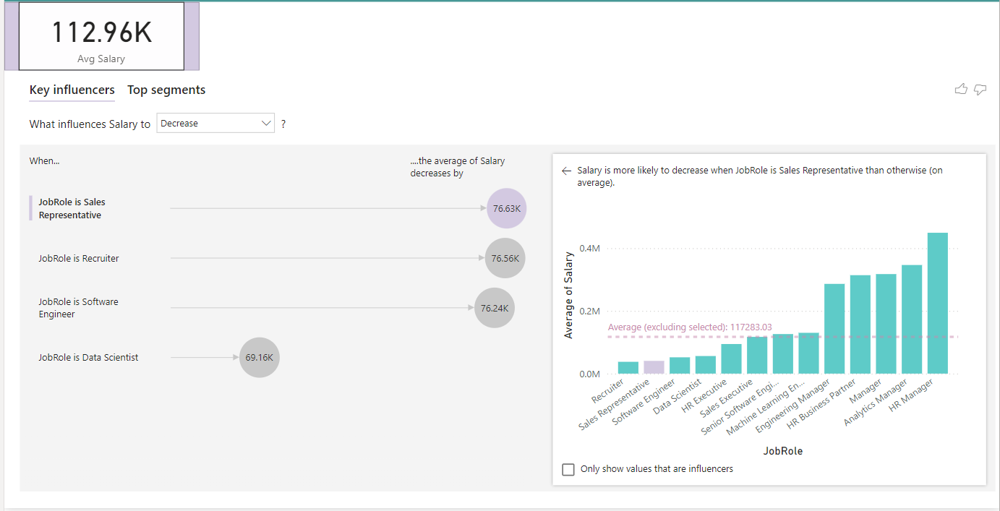 112.96K
Avg Salary
Key influencers Top segments
What influences Salary to Decrease ?
When...
....the average of Salary
decreases by
JobRole is Sales
Representative
76.63K
JobRole is Recruiter
76.56K
JobRole is Software
Engineer
76.24K
JobRole is Data Scientist
69.16K
Salary is more likely to decrease when JobRole is Sales Representative than otherwise (on
average).
Average of Salary
0.4M
0.2M
0.0M
Average (excluding selected): 117283.03
Recruiter
Sales Representative
Software Engineer
Data Scientist
HR Executive
Sales Executive
Senior Software Engi...
Machine Learning En...
Engineering Manager
HR Business Partner
Manager
Analytics Manager
HR Manager
JobRole
Only show values that are influencers